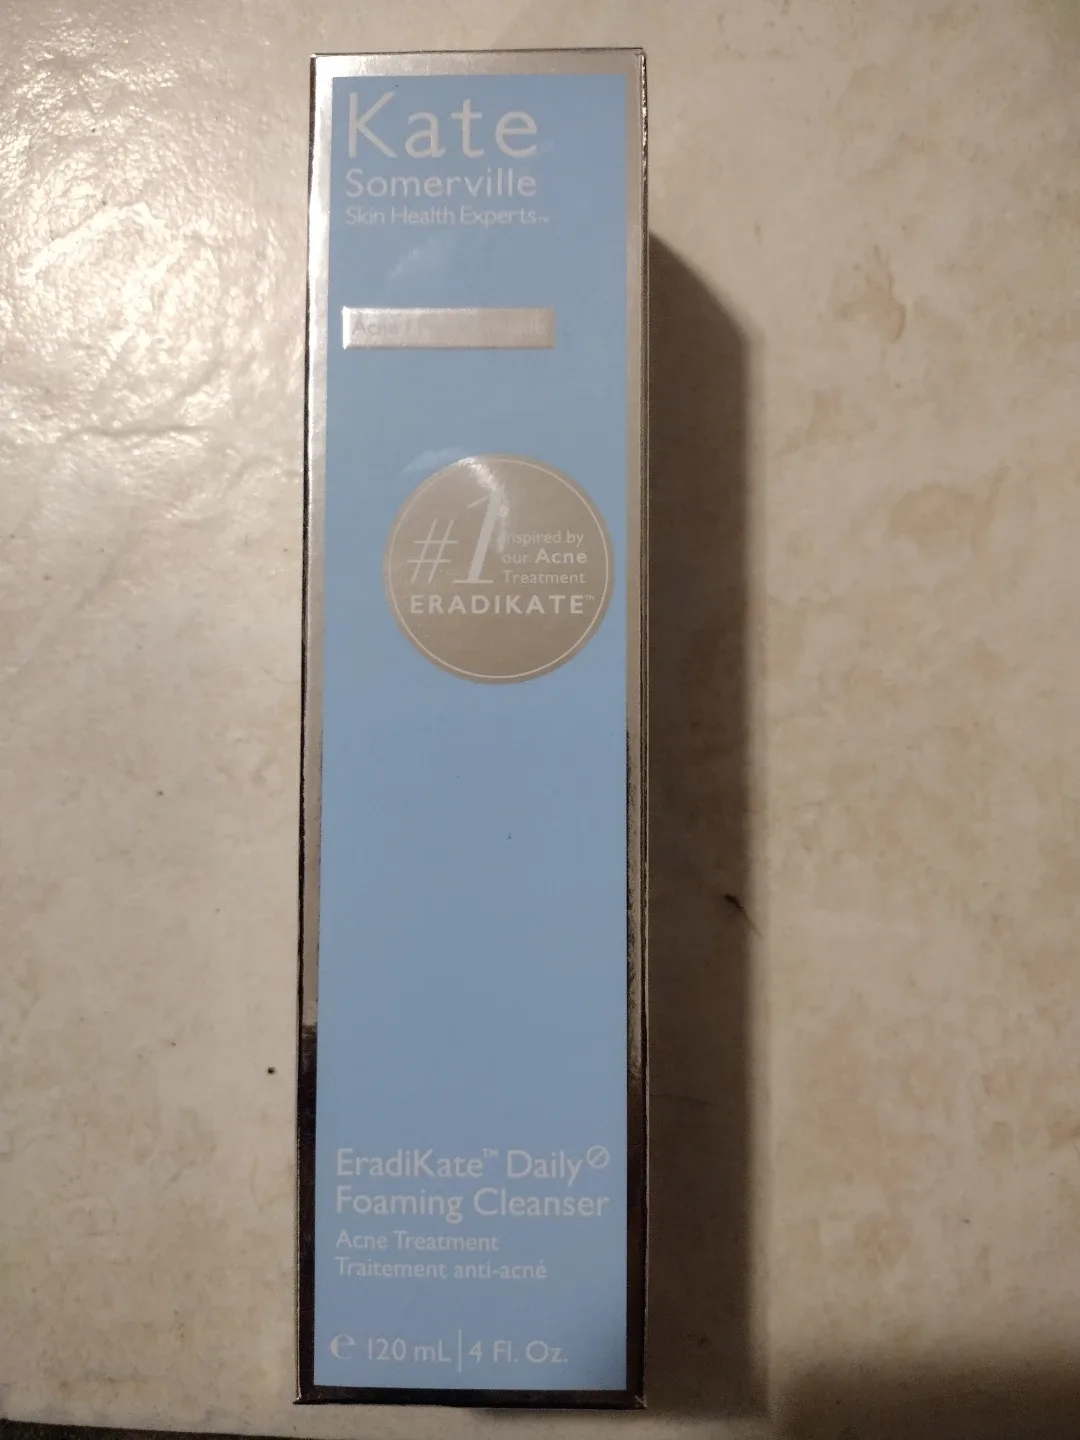 Kate
Somerville
Skin Health Experts™
Acne
#1 Inspired by
our Acne
Treatment
ERADIKATE™
EradiKate™ Daily
Foaming Cleanser
Acne Treatment
Traitement anti-acné
℮ 120 mL | 4 Fl. Oz.